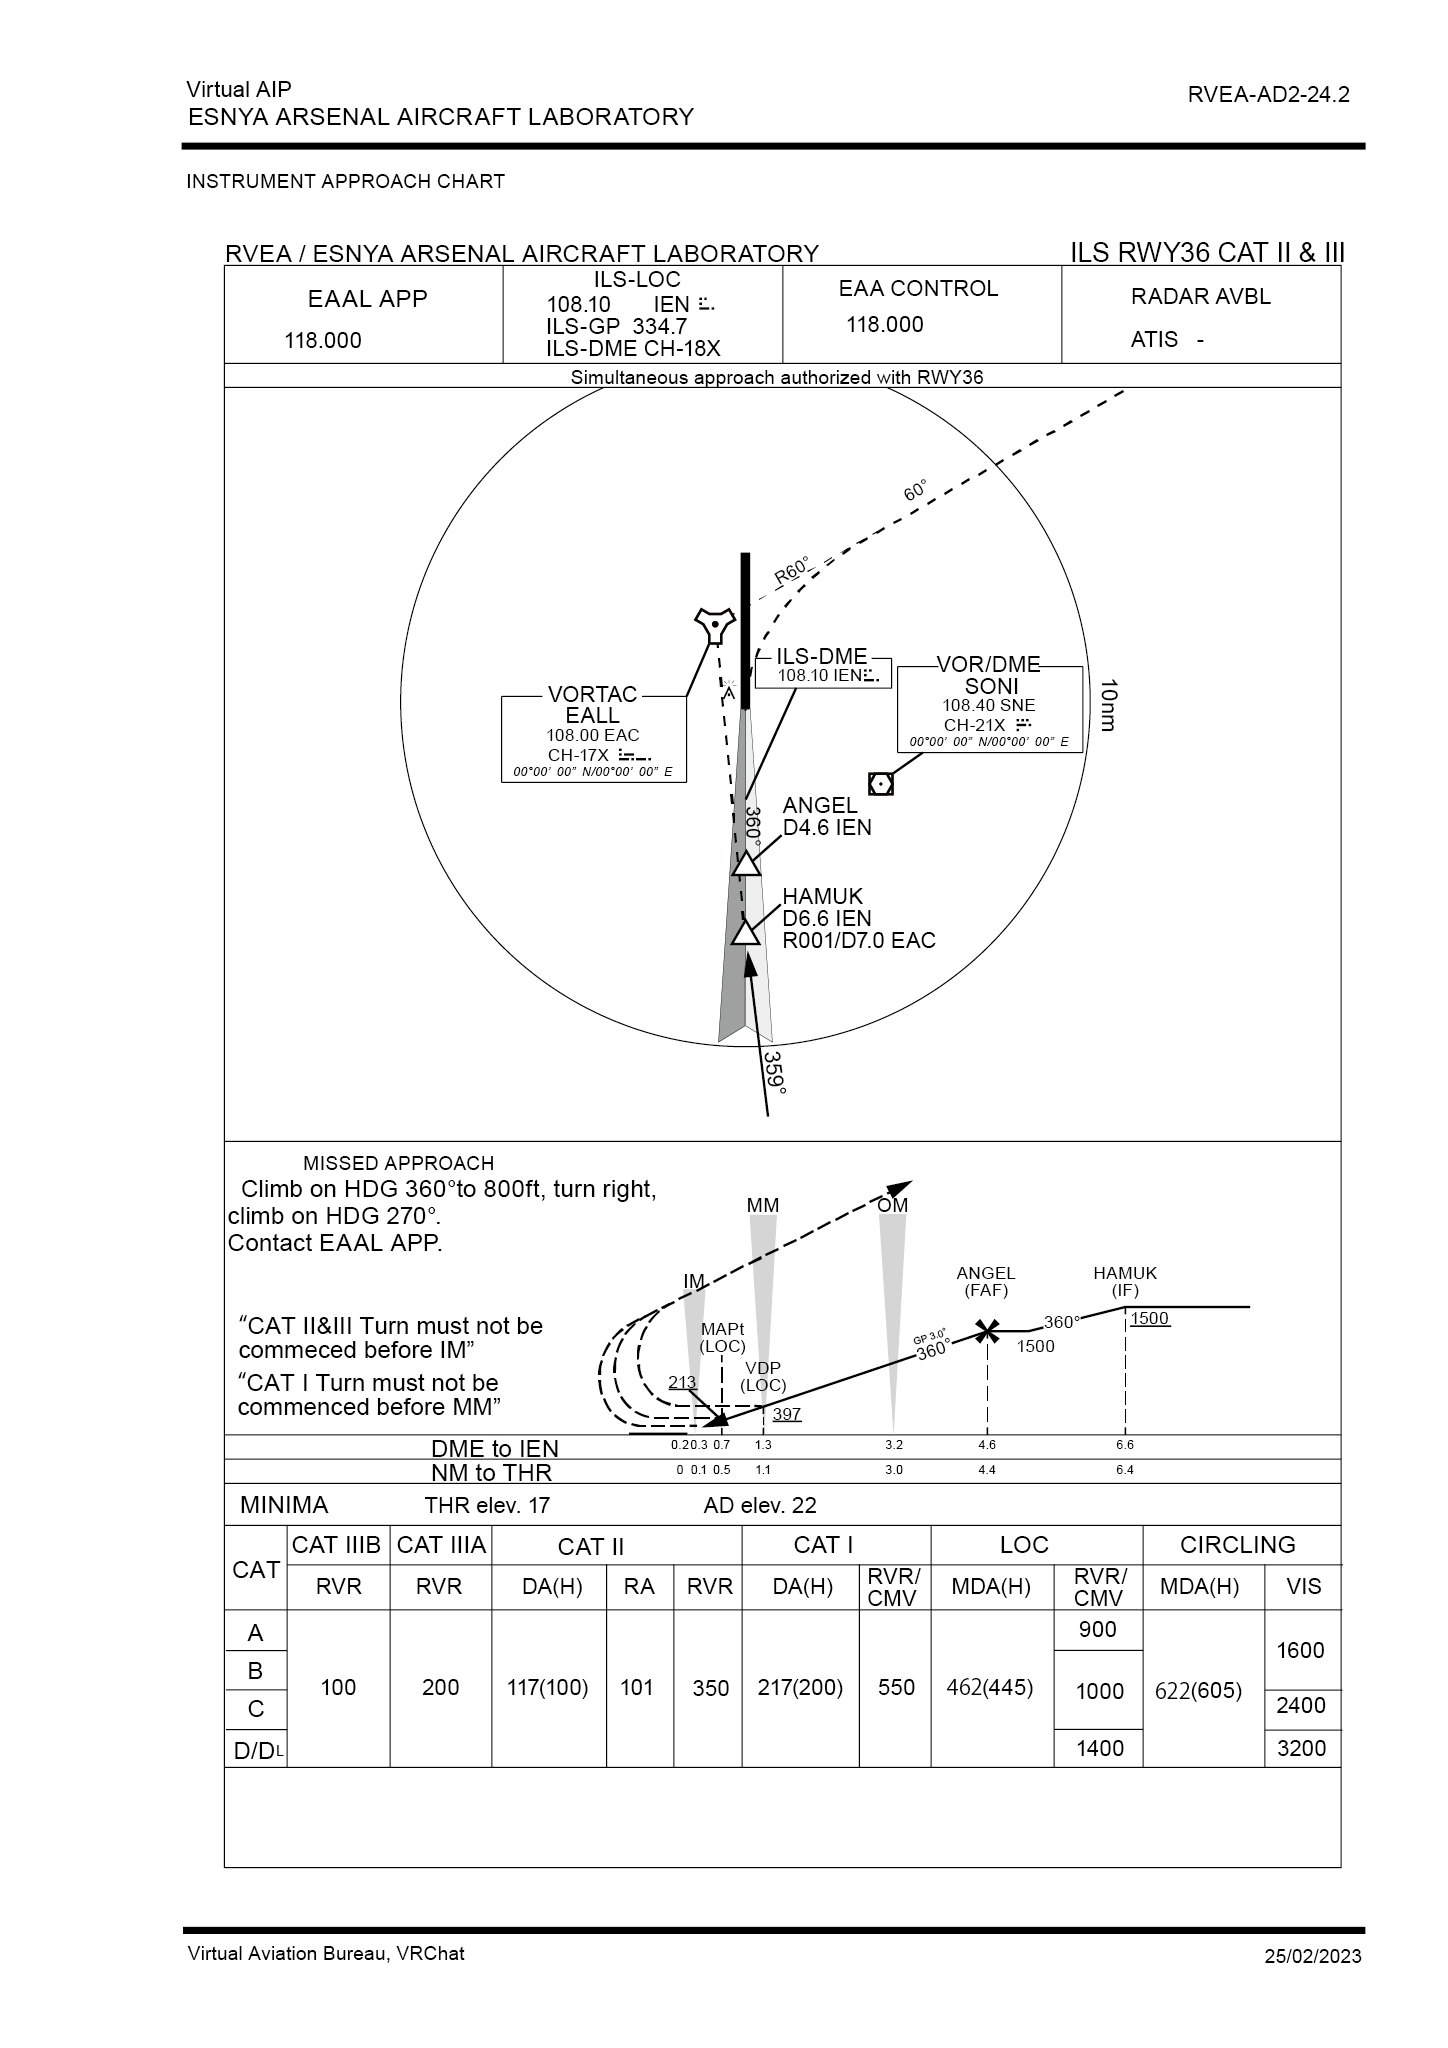 Virtual AIP
ESNYA ARSENAL AIRCRAFT LABORATORY
RVEA-AD2-24.2
INSTRUMENT APPROACH CHART
RVEA / ESNYA ARSENAL AIRCRAFT LABORATORY
ILS RWY36 CAT II & III
EAAL APP
118.000
ILS-LOC
108.10 IEN
ILS-GP 334.7
ILS-DME CH-18X
EAA CONTROL
118.000
RADAR AVBL
ATIS -
Simultaneous approach authorized with RWY36
60°
R60°
ILS-DME
108.10 IEN
VOR/DME
SONI
108.40 SNE
CH-21X
00°00' 00” N/00°00' 00” E
10nm
VORTAC
EALL
108.00 EAC
CH-17X
00°00' 00” N/00°00' 00” E
360°
ANGEL
D4.6 IEN
HAMUK
D6.6 IEN
R001/D7.0 EAC
359°
MISSED APPROACH
Climb on HDG 360°to 800ft, turn right,
climb on HDG 270°.
Contact EAAL APP.
“CAT II&III Turn must not be
commeced before IM”
“CAT I Turn must not be
commenced before MM”
IM
MM
OM
MAPt
(LOC)
VDP
(LOC)
213
397
GP 3.0°
360°
ANGEL
(FAF)
1500
360°
HAMUK
(IF)
1500
DME to IEN 0.2 0.3 0.7 1.3 3.2 4.6 6.6
NM to THR 0 0.1 0.5 1.1 3.0 4.4 6.4
MINIMA THR elev. 17 AD elev. 22
CAT CAT IIIB CAT IIIA CAT II CAT I LOC CIRCLING
RVR RVR DA(H) RA RVR DA(H) RVR/CMV MDA(H) RVR/CMV MDA(H) VIS
A
B
C
D/DL
100 200 117(100) 101 350 217(200) 550 462(445)
900
1000
1400
622(605)
1600
2400
3200
Virtual Aviation Bureau, VRChat
25/02/2023